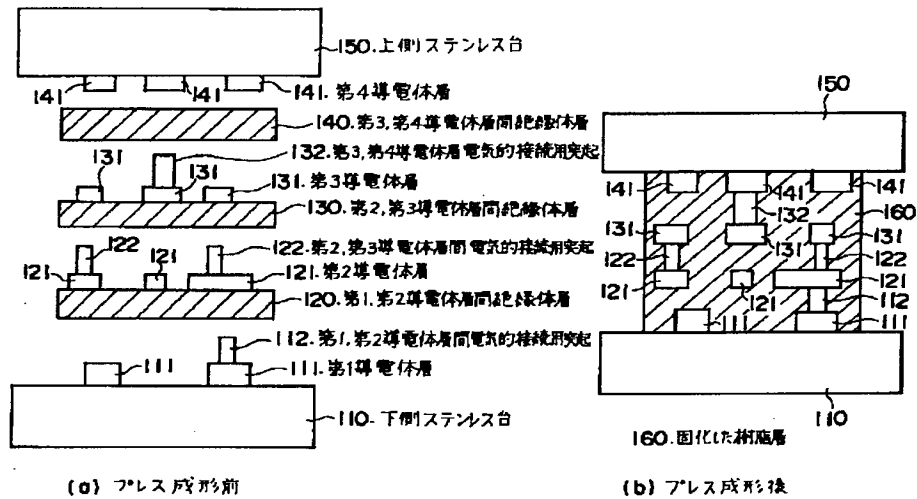 150.上側ステンレス台
141
141
141.第4導電体層
140.第3,第4導電体層間絶縁体層
132.第3,第4導電体層電気的接続用突起
131
131
131.第3導電体層
130.第2,第3導電体層間絶縁体層
122
122.第2,第3導電体層間電気的接続用突起
121
121
121.第2導電体層
120.第1,第2導電体層間絶縁体層
112.第1,第2導電体層間電気的接続用突起
111
111.第1導電体層
110.下側ステンレス台
(a) プレス成形前
150
141
141
141
132
160
131
131
131
122
122
121
121
121
112
111
111
110
160.固化した樹脂層
(b) プレス成形後